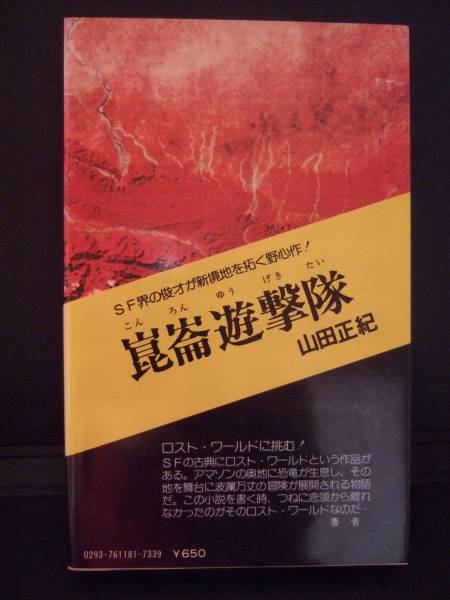 SF界の俊才が新境地を拓く野心作！
こん ろん ゆう げき たい
崑崙遊撃隊
山田正紀
ロスト・ワールドに挑む！
SFの古典にロスト・ワールドという作品が
ある。アマゾンの奥地に恐竜が生息し、その
地を舞台に波瀾万丈の冒険が展開される物語
だ。この小説を書く時、つねに念頭から離れ
なかったのがそのロスト・ワールドなのだ…
著者
0293-761181-7339 ￥650